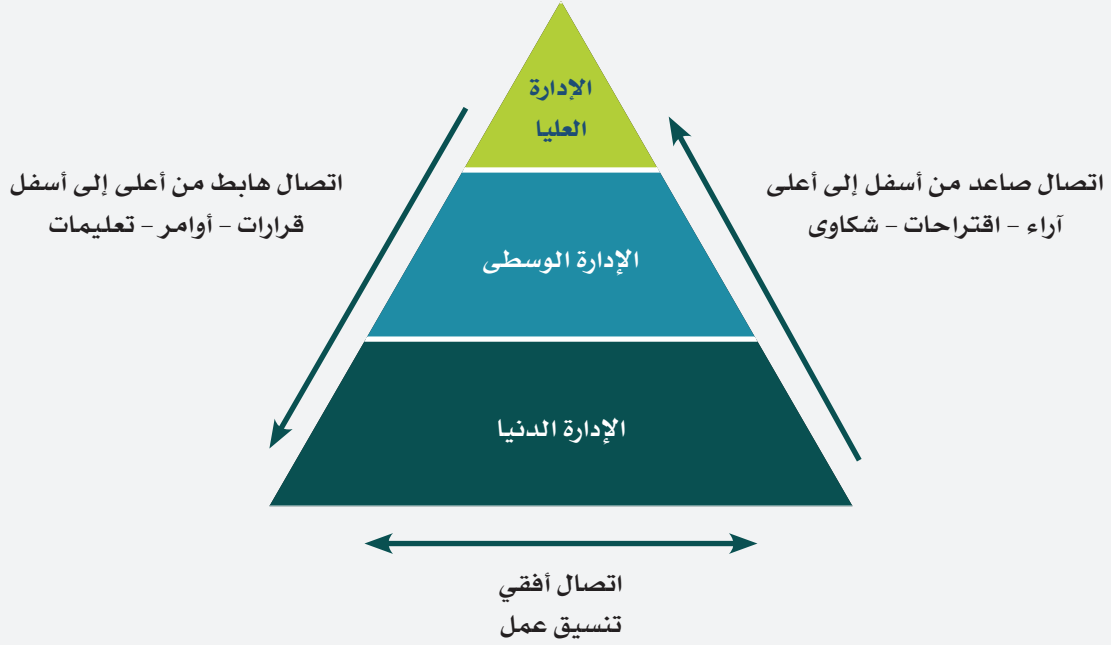 الإدارة
العليا
اتصال صاعد من أسفل إلى أعلى
آراء – اقتراحات – شكاوى
اتصال هابط من أعلى إلى أسفل
قرارات – أوامر – تعليمات
الإدارة الوسطى
الإدارة الدنيا
اتصال أفقي
تنسيق عمل